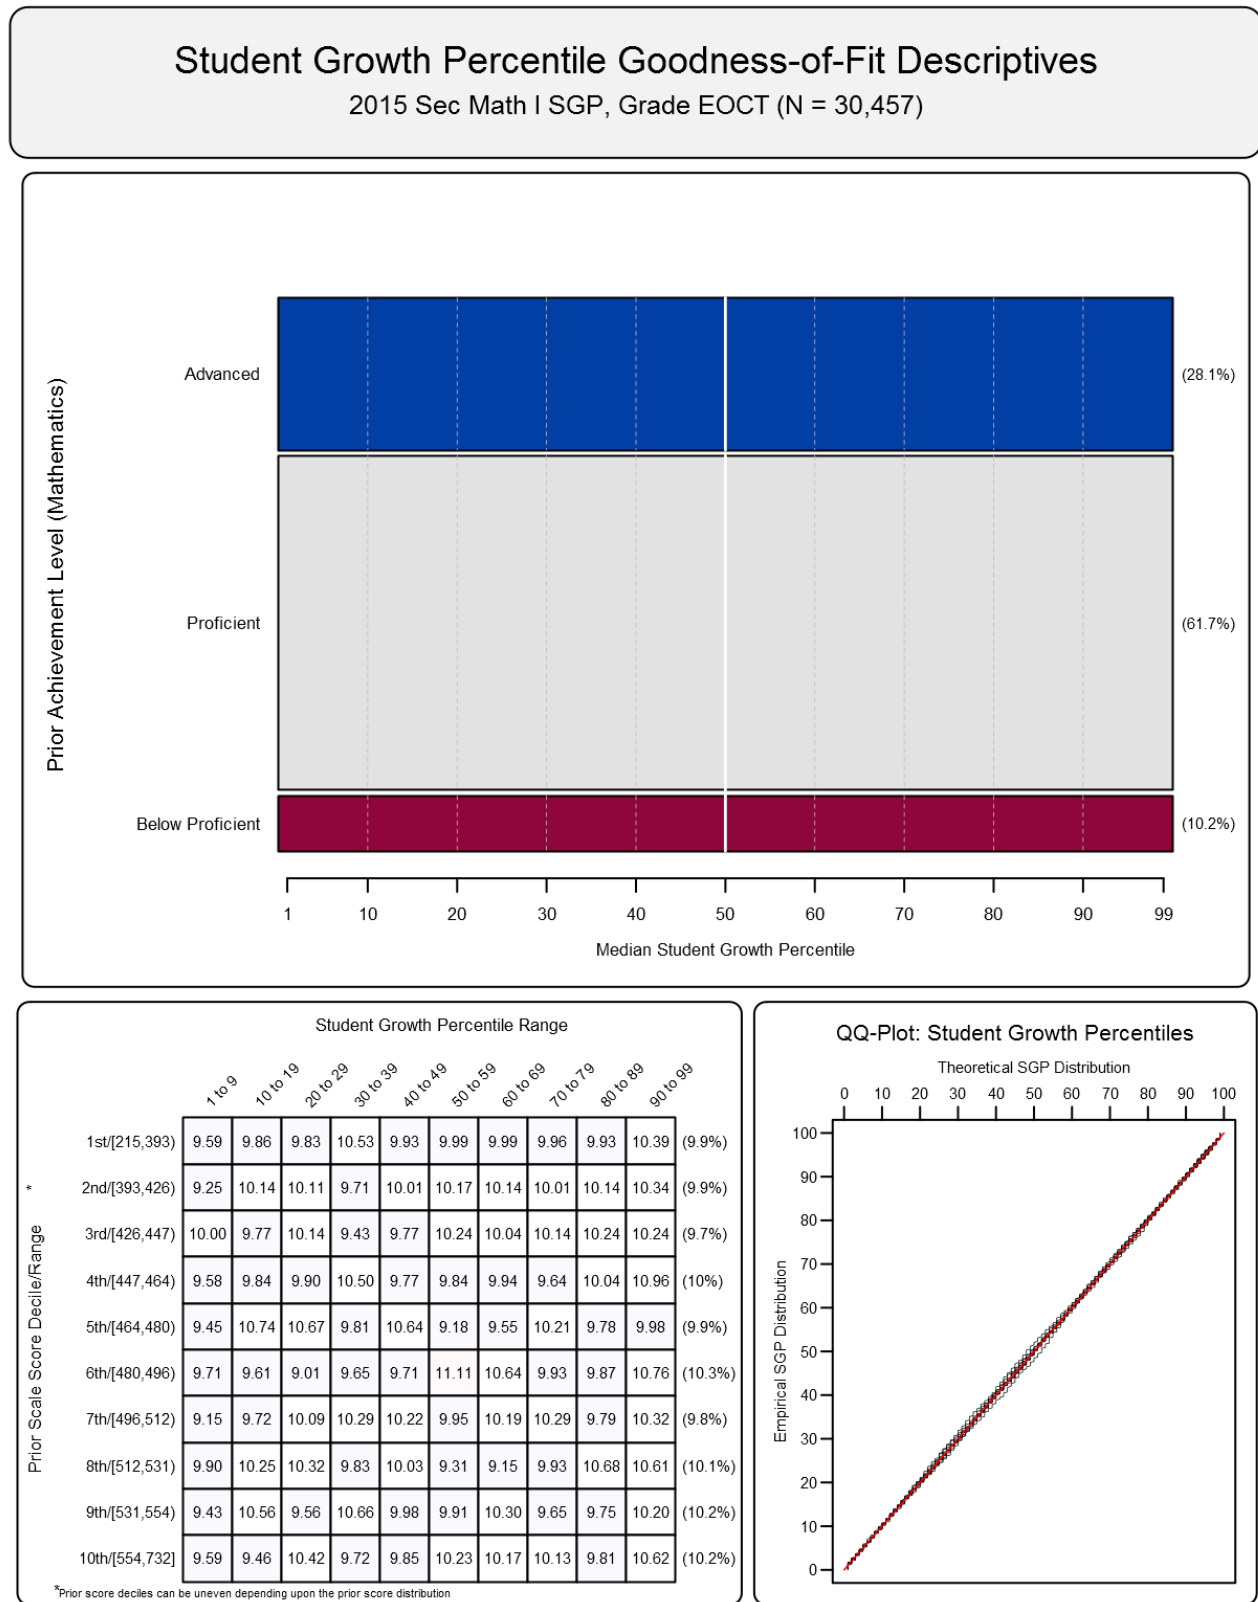 Student Growth Percentile Goodness-of-Fit Descriptives
2015 Sec Math I SGP, Grade EOCT (N = 30,457)
Prior Achievement Level (Mathematics)
Advanced (28.1%)
Proficient (61.7%)
Below Proficient (10.2%)
1 10 20 30 40 50 60 70 80 90 99
Median Student Growth Percentile
Student Growth Percentile Range
1 to 9 10 to 19 20 to 29 30 to 39 40 to 49 50 to 59 60 to 69 70 to 79 80 to 89 90 to 99
Prior Scale Score Decile/Range *
1st/[215,393) 9.59 9.86 9.83 10.53 9.93 9.99 9.99 9.96 9.93 10.39 (9.9%)
2nd/[393,426) 9.25 10.14 10.11 9.71 10.01 10.17 10.14 10.01 10.14 10.34 (9.9%)
3rd/[426,447) 10.00 9.77 10.14 9.43 9.77 10.24 10.04 10.14 10.24 10.24 (9.7%)
4th/[447,464) 9.58 9.84 9.90 10.50 9.77 9.84 9.94 9.64 10.04 10.96 (10%)
5th/[464,480) 9.45 10.74 10.67 9.81 10.64 9.18 9.55 10.21 9.78 9.98 (9.9%)
6th/[480,496) 9.71 9.61 9.01 9.65 9.71 11.11 10.64 9.93 9.87 10.76 (10.3%)
7th/[496,512) 9.15 9.72 10.09 10.29 10.22 9.95 10.19 10.29 9.79 10.32 (9.8%)
8th/[512,531) 9.90 10.25 10.32 9.83 10.03 9.31 9.15 9.93 10.68 10.61 (10.1%)
9th/[531,554) 9.43 10.56 9.56 10.66 9.98 9.91 10.30 9.65 9.75 10.20 (10.2%)
10th/[554,732] 9.59 9.46 10.42 9.72 9.85 10.23 10.17 10.13 9.81 10.62 (10.2%)
*Prior score deciles can be uneven depending upon the prior score distribution
QQ-Plot: Student Growth Percentiles
Theoretical SGP Distribution
0 10 20 30 40 50 60 70 80 90 100
Empirical SGP Distribution
100
90
80
70
60
50
40
30
20
10
0